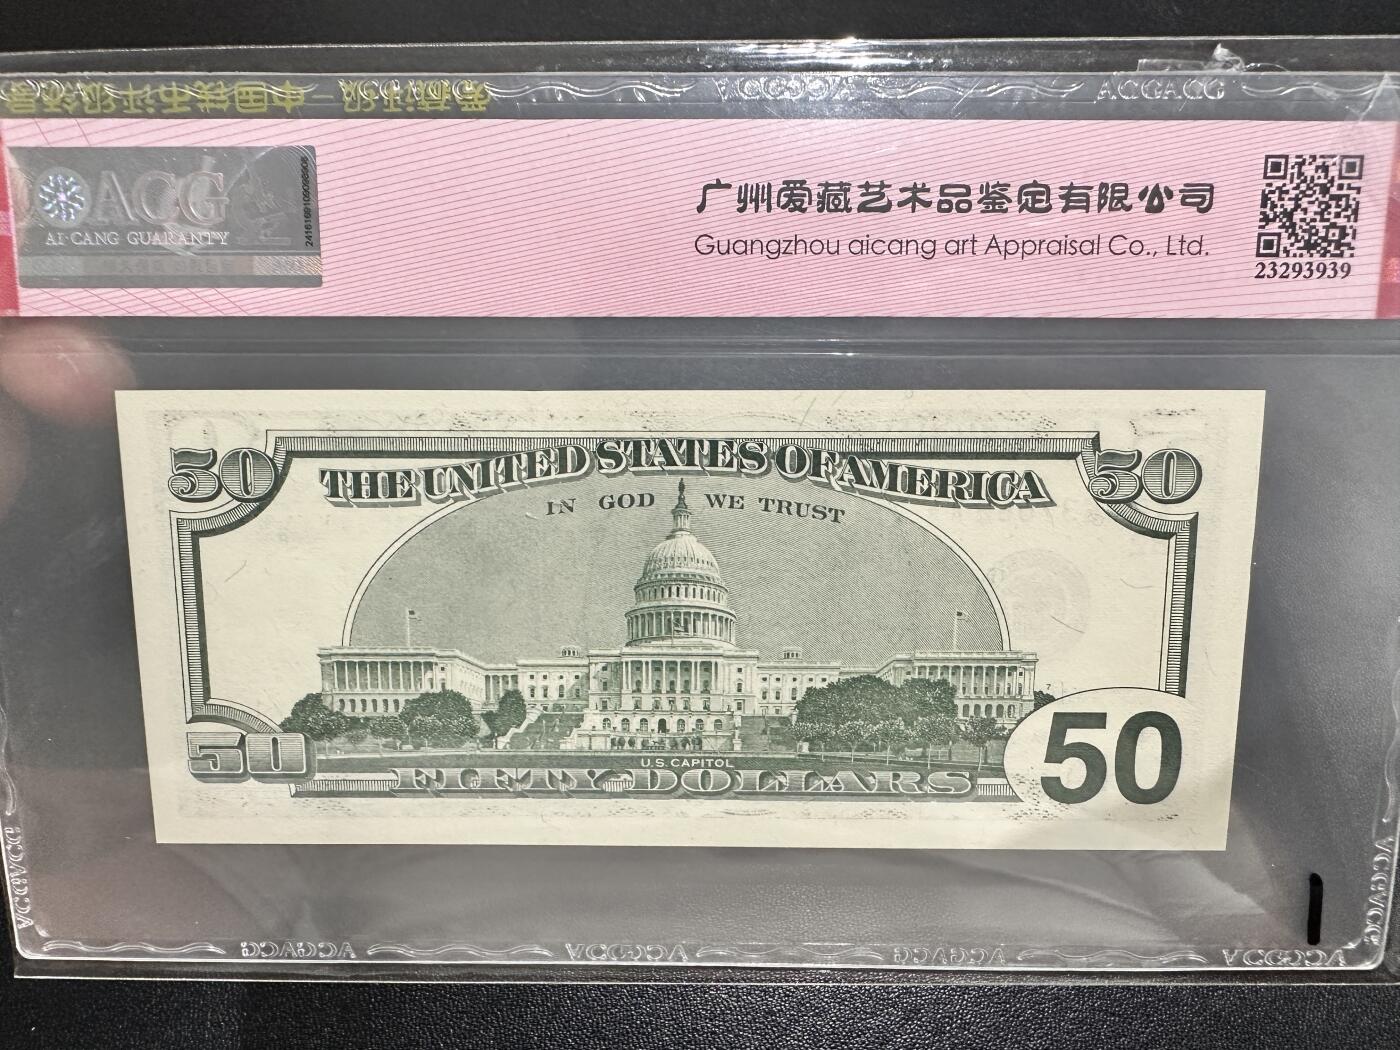 ACGACG
ACG
AI CANG GUARANTY
广州爱藏艺术品鉴定有限公司
Guangzhou aicang art Appraisal Co., Ltd.
23293939
50
THE UNITED STATES OF AMERICA
50
IN GOD WE TRUST
7
50
U.S. CAPITOL
FIFTY DOLLARS
50